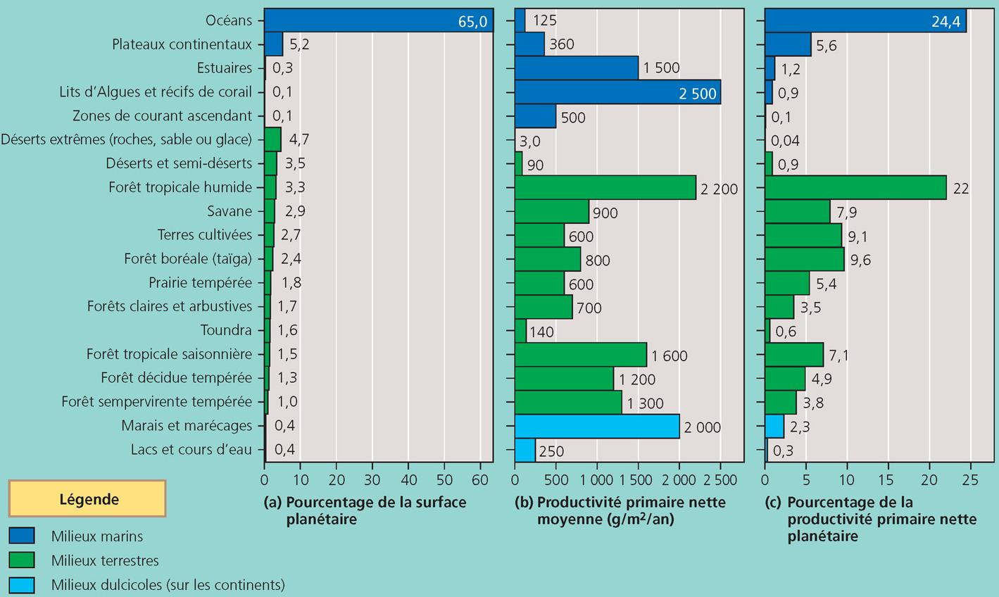 Océans 65,0 125 24,4
Plateaux continentaux 5,2 360 5,6
Estuaires 0,3 1 500 1,2
Lits d’Algues et récifs de corail 0,1 2 500 0,9
Zones de courant ascendant 0,1 500 0,1
Déserts extrêmes (roches, sable ou glace) 4,7 3,0 0,04
Déserts et semi-déserts 3,5 90 0,9
Forêt tropicale humide 3,3 2 200 22
Savane 2,9 900 7,9
Terres cultivées 2,7 600 9,1
Forêt boréale (taïga) 2,4 800 9,6
Prairie tempérée 1,8 600 5,4
Forêts claires et arbustives 1,7 700 3,5
Toundra 1,6 140 0,6
Forêt tropicale saisonnière 1,5 1 600 7,1
Forêt décidue tempérée 1,3 1 200 4,9
Forêt sempervirente tempérée 1,0 1 300 3,8
Marais et marécages 0,4 2 000 2,3
Lacs et cours d’eau 0,4 250 0,3
0 10 20 30 40 50 60
0 500 1 000 1 500 2 000 2 500
0 5 10 15 20 25
(a) Pourcentage de la surface
planétaire
(b) Productivité primaire nette
moyenne (g/m²/an)
(c) Pourcentage de la
productivité primaire nette
planétaire
Légende
Milieux marins
Milieux terrestres
Milieux dulcicoles (sur les continents)